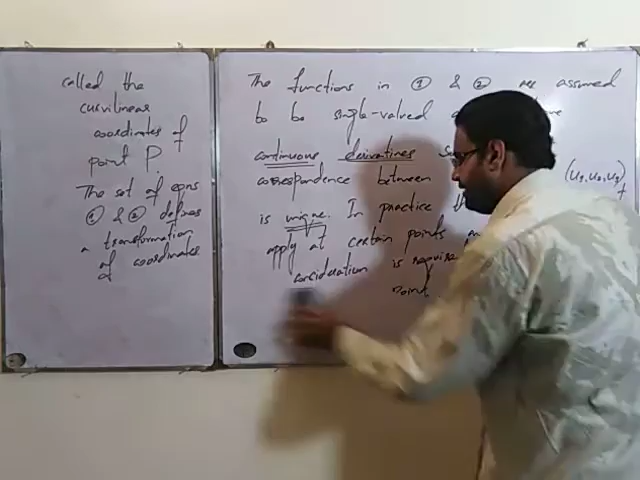 called the
curvilinear
coordinates of
point P.
The set of eqns
① & ② defines
a transformation
of coordinates
The functions in ① & ② are assumed
to be single-valued
continuous derivatives
correspondence between (u₁,u₂,u₃)
is unique. In practice
apply at certain points
consideration is require
point